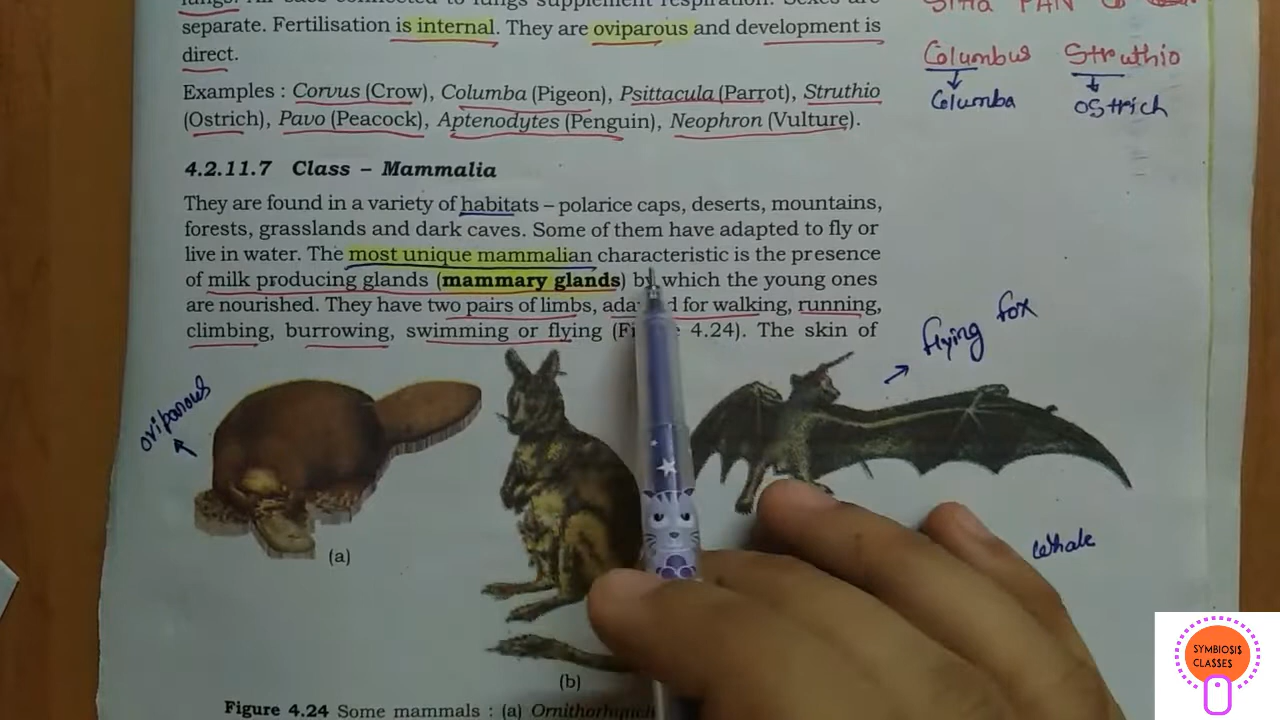 separate. Fertilisation is internal. They are oviparous and development is
direct.
Examples : Corvus (Crow), Columba (Pigeon), Psittacula (Parrot), Struthio
(Ostrich), Pavo (Peacock), Aptenodytes (Penguin), Neophron (Vulture).
4.2.11.7 Class – Mammalia
They are found in a variety of habitats – polarice caps, deserts, mountains,
forests, grasslands and dark caves. Some of them have adapted to fly or
live in water. The most unique mammalian characteristic is the presence
of milk producing glands (mammary glands) by which the young ones
are nourished. They have two pairs of limbs, for walking, running,
climbing, burrowing, swimming or flying ( 4.24). The skin of
(a)
(b)
Figure 4.24 Some mammals : (a)
Columbus Struthio
Columba Ostrich
oviparous
flying fox
whale
SYMBIOSIS
CLASSES